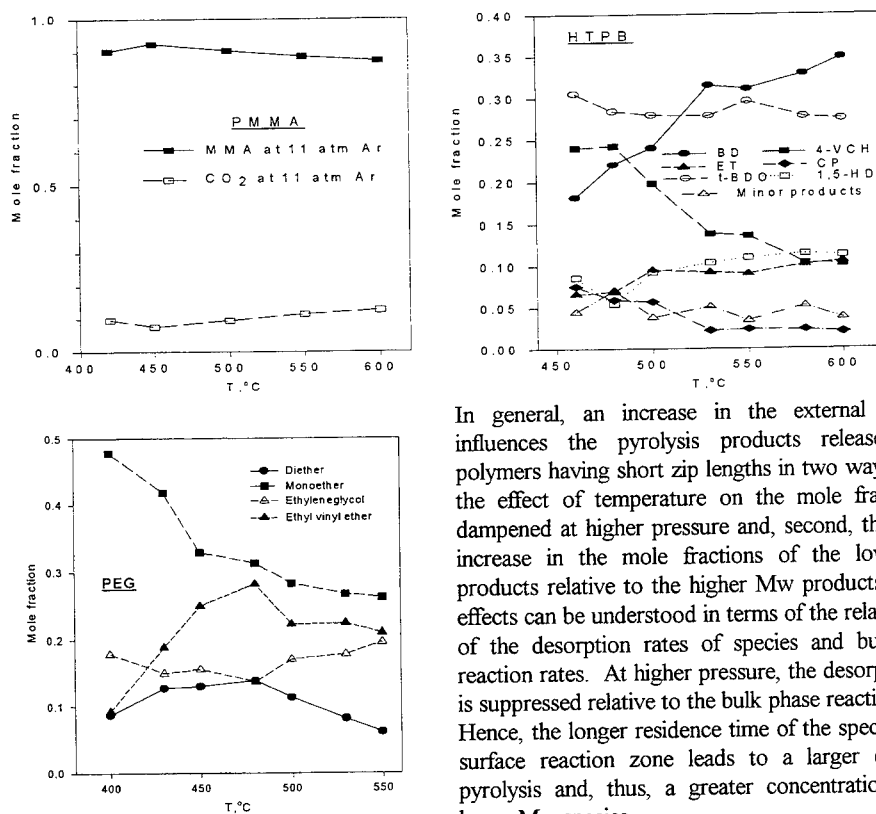 1.0
0.5
0.0
Mole fraction
PMMA
MMA at 11 atm Ar
CO2 at 11 atm Ar
400 450 500 550 600
T,°C
0.40
0.35
0.30
0.25
0.20
0.15
0.10
0.05
0.00
Mole fraction
HTPB
BD 4-VCH
ET CP
t-BDO 1,5-HD
Minor products
450 500 550 600
T,°C
0.5
0.4
0.3
0.2
0.1
0.0
Mole fraction
Diether
Monoether
Ethyleneglycol
Ethyl vinyl ether
PEG
400 450 500 550
T,°C
In general, an increase in the external
influences the pyrolysis products release
polymers having short zip lengths in two way
the effect of temperature on the mole fra
dampened at higher pressure and, second, th
increase in the mole fractions of the lov
products relative to the higher Mw products
effects can be understood in terms of the rela
of the desorption rates of species and bu
reaction rates. At higher pressure, the desorp
is suppressed relative to the bulk phase reactio
Hence, the longer residence time of the spec
surface reaction zone leads to a larger
pyrolysis and, thus, a greater concentration